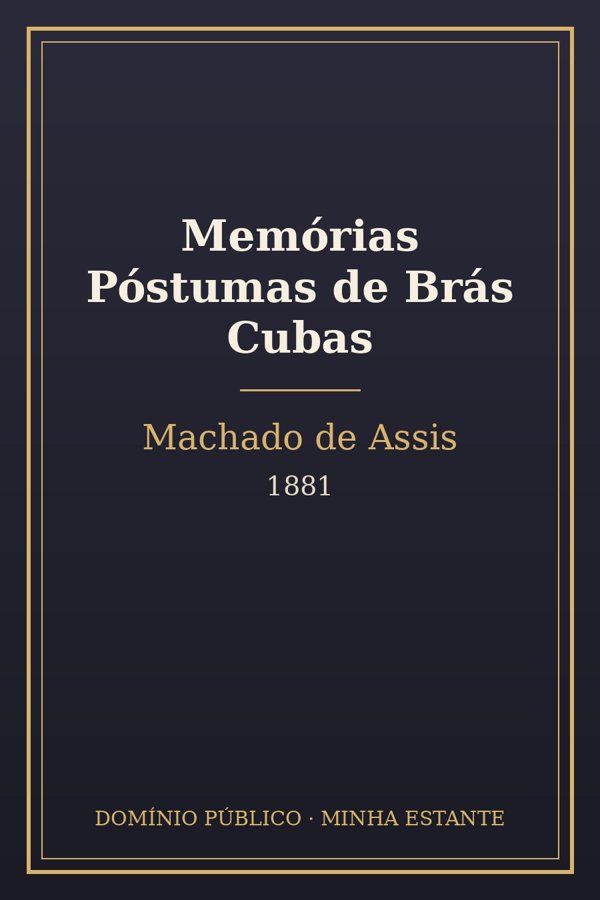 Memórias
Póstumas de Brás
Cubas
Machado de Assis
1881
DOMÍNIO PÚBLICO · MINHA ESTANTE